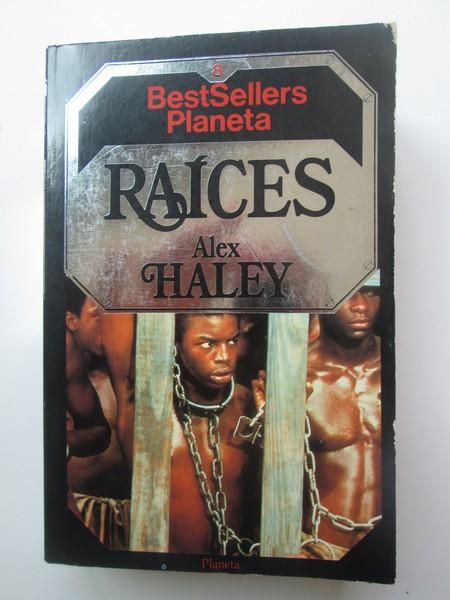 8
BestSellers
Planeta
RAÍCES
Alex
HALEY
Planeta